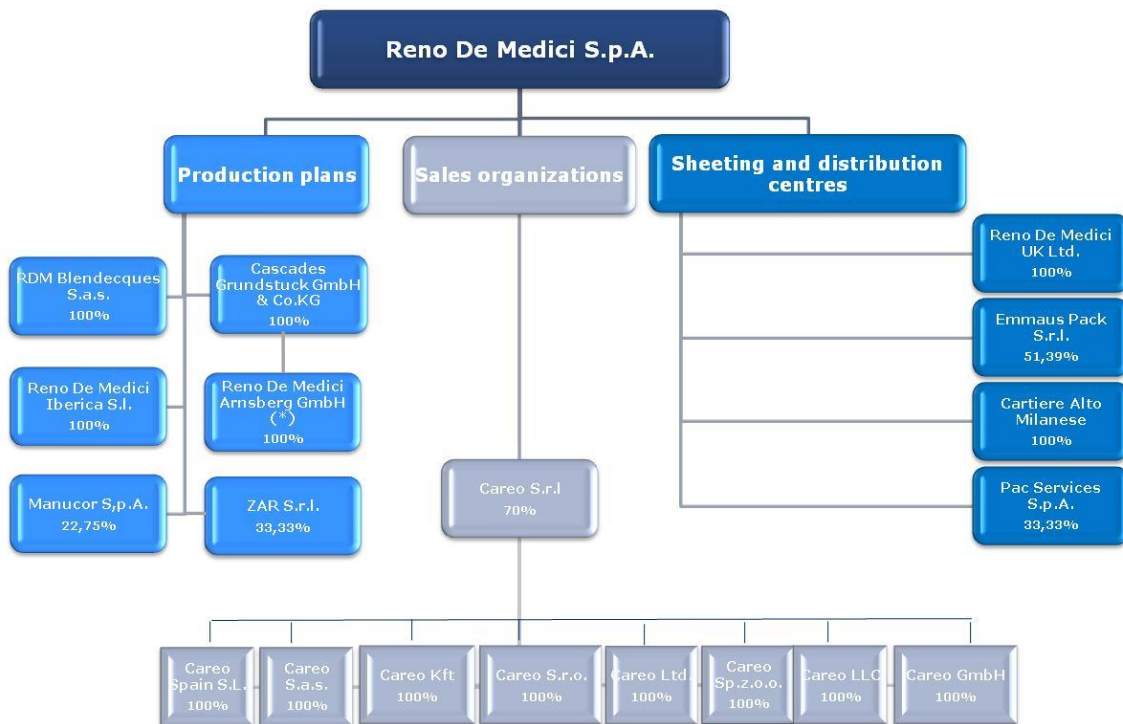 Reno De Medici S.p.A.
Production plans
Sales organizations
Sheeting and distribution
centres
RDM Blendecques
S.a.s.
100%
Cascades
Grundstuck GmbH
& Co.KG
100%
Reno De Medici
UK Ltd.
100%
Emmaus Pack
S.r.l.
51,39%
Reno De Medici
Iberica S.l.
100%
Reno De Medici
Arnsberg GmbH
(*)
100%
Cartiere Alto
Milanese
100%
Manucor S,p.A.
22,75%
ZAR S.r.l.
33,33%
Careo S.r.l
70%
Pac Services
S.p.A.
33,33%
Careo
Spain S.L.
100%
Careo
S.a.s.
100%
Careo Kft
100%
Careo S.r.o.
100%
Careo Ltd.
100%
Careo
Sp.z.o.o.
100%
Careo LLC
100%
Careo GmbH
100%